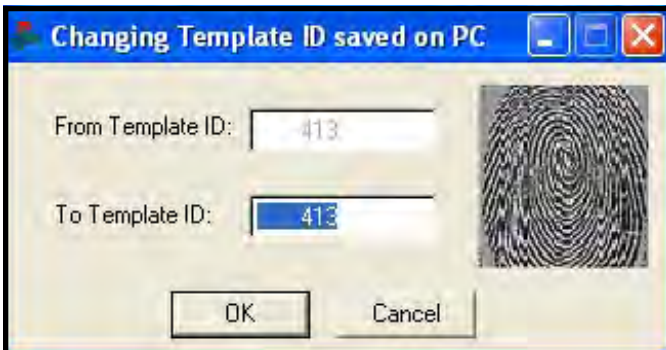 Changing Template ID saved on PC
From Template ID: 413
To Template ID: 413
OK Cancel